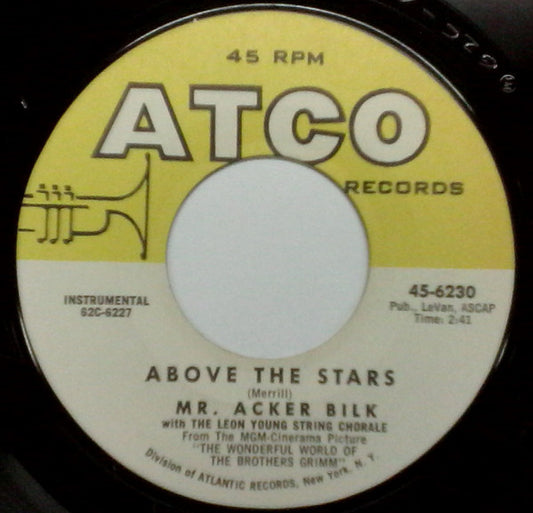 45 RPM
ATCO
RECORDS
INSTRUMENTAL
62C-6227
45-6230
Pub., LeVan, ASCAP
Time: 2:41
ABOVE THE STARS
(Merrill)
MR. ACKER BILK
with THE LEON YOUNG STRING CHORALE
From The MGM-Cinerama Picture
"THE WONDERFUL WORLD OF
THE BROTHERS GRIMM"
Division of ATLANTIC RECORDS, New York, N. Y.